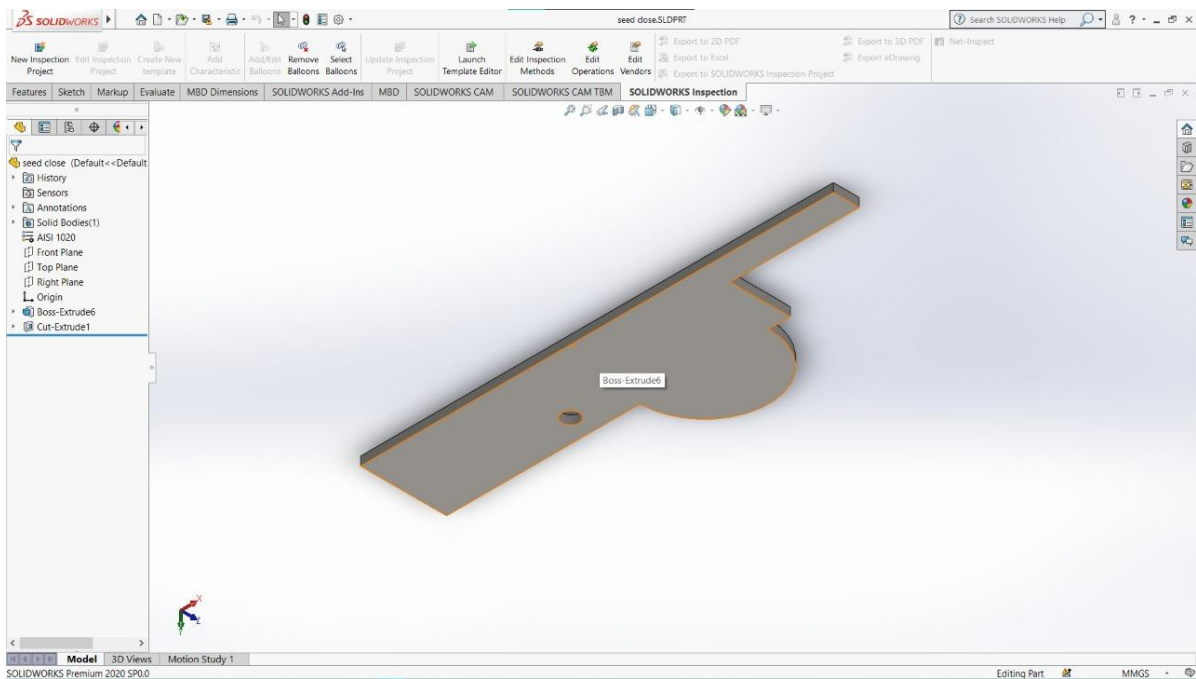 SOLIDWORKS
seed close.SLDPRT
Search SOLIDWORKS Help
New Inspection Project
Edit Inspection Project
Create New template
Add Characteristic
Add/Edit Balloons
Remove Balloons
Select Balloons
Update Inspection Project
Launch Template Editor
Edit Inspection Methods
Edit Operations
Edit Vendors
Export to 2D PDF
Export to Excel
Export to SOLIDWORKS Inspection Project
Export to 3D PDF
Export eDrawing
Net-Inspect
Features Sketch Markup Evaluate MBD Dimensions SOLIDWORKS Add-Ins MBD SOLIDWORKS CAM SOLIDWORKS CAM TBM SOLIDWORKS Inspection
seed close (Default<<Default
History
Sensors
Annotations
Solid Bodies(1)
AISI 1020
Front Plane
Top Plane
Right Plane
Origin
Boss-Extrude6
Cut-Extrude1
Boss-Extrude6
X
Z
Y
Model 3D Views Motion Study 1
SOLIDWORKS Premium 2020 SP0.0
Editing Part
MMGS